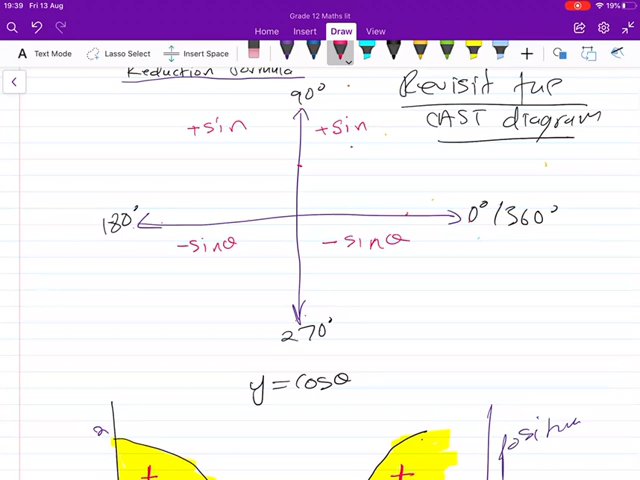 19:39 Fri 13 Aug
19%
Grade 12 Maths lit
Home Insert Draw View
Text Mode Lasso Select Insert Space
Reduction formula
Revisit the
CAST diagram
90°
+sin +sin
180° 0°/360°
-sinθ -sinθ
270°
y=cosθ
+ +